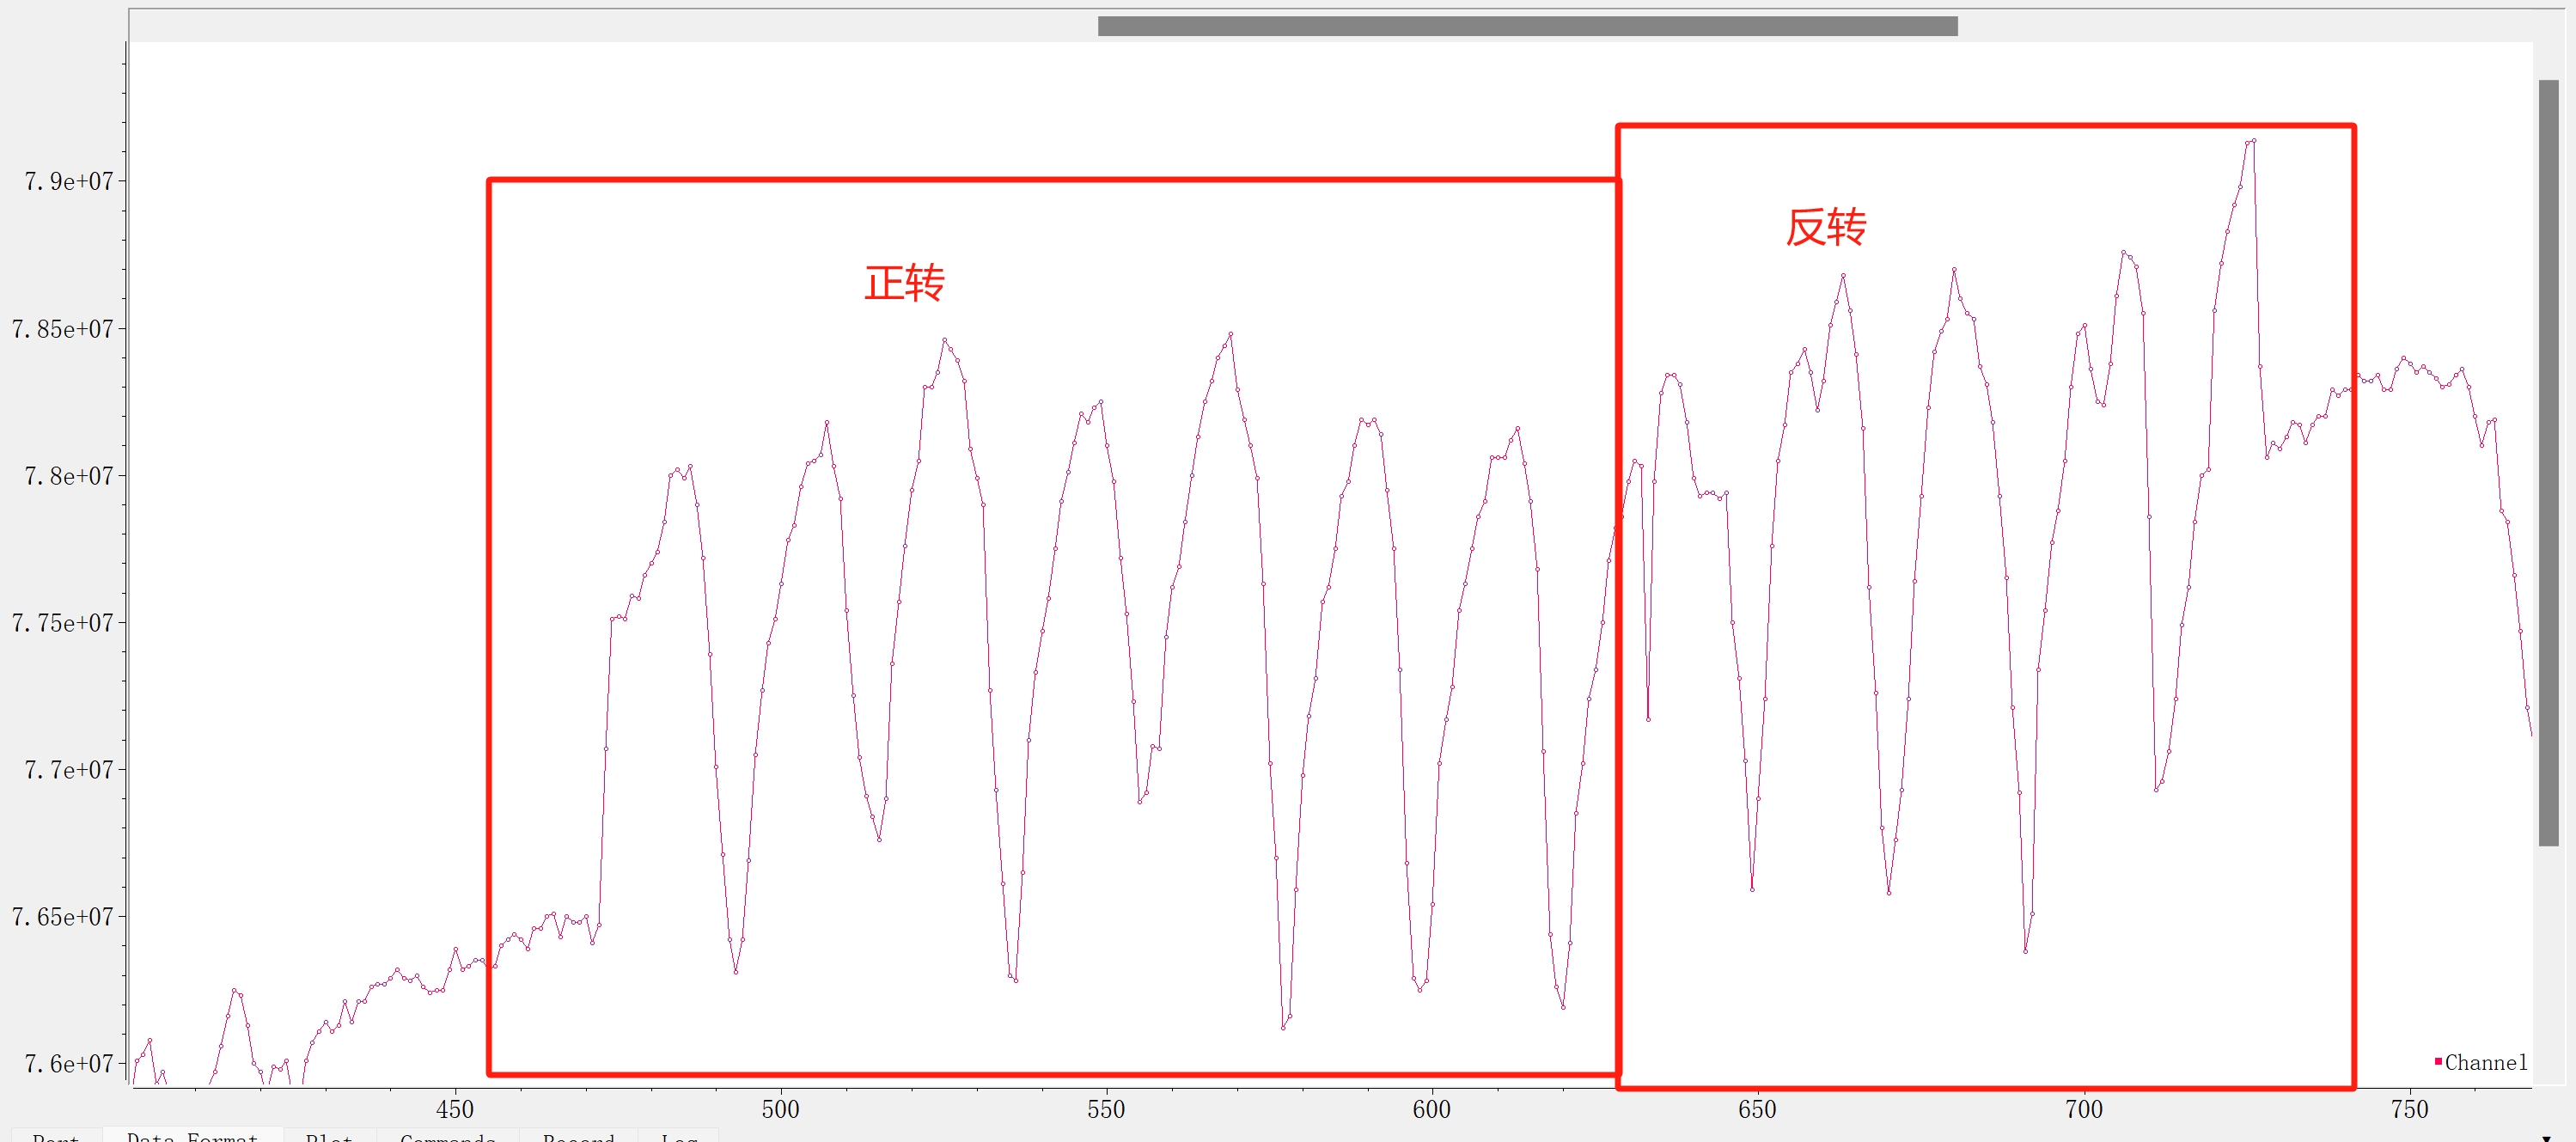 反转
7.9e+07
正转
7.85e+07
7.8e+07
7.75e+07
7.7e+07
7.65e+07
7.6e+07
Channel
450 500 550 600 650 700 750
Port Data Format Plot Commands Record Log